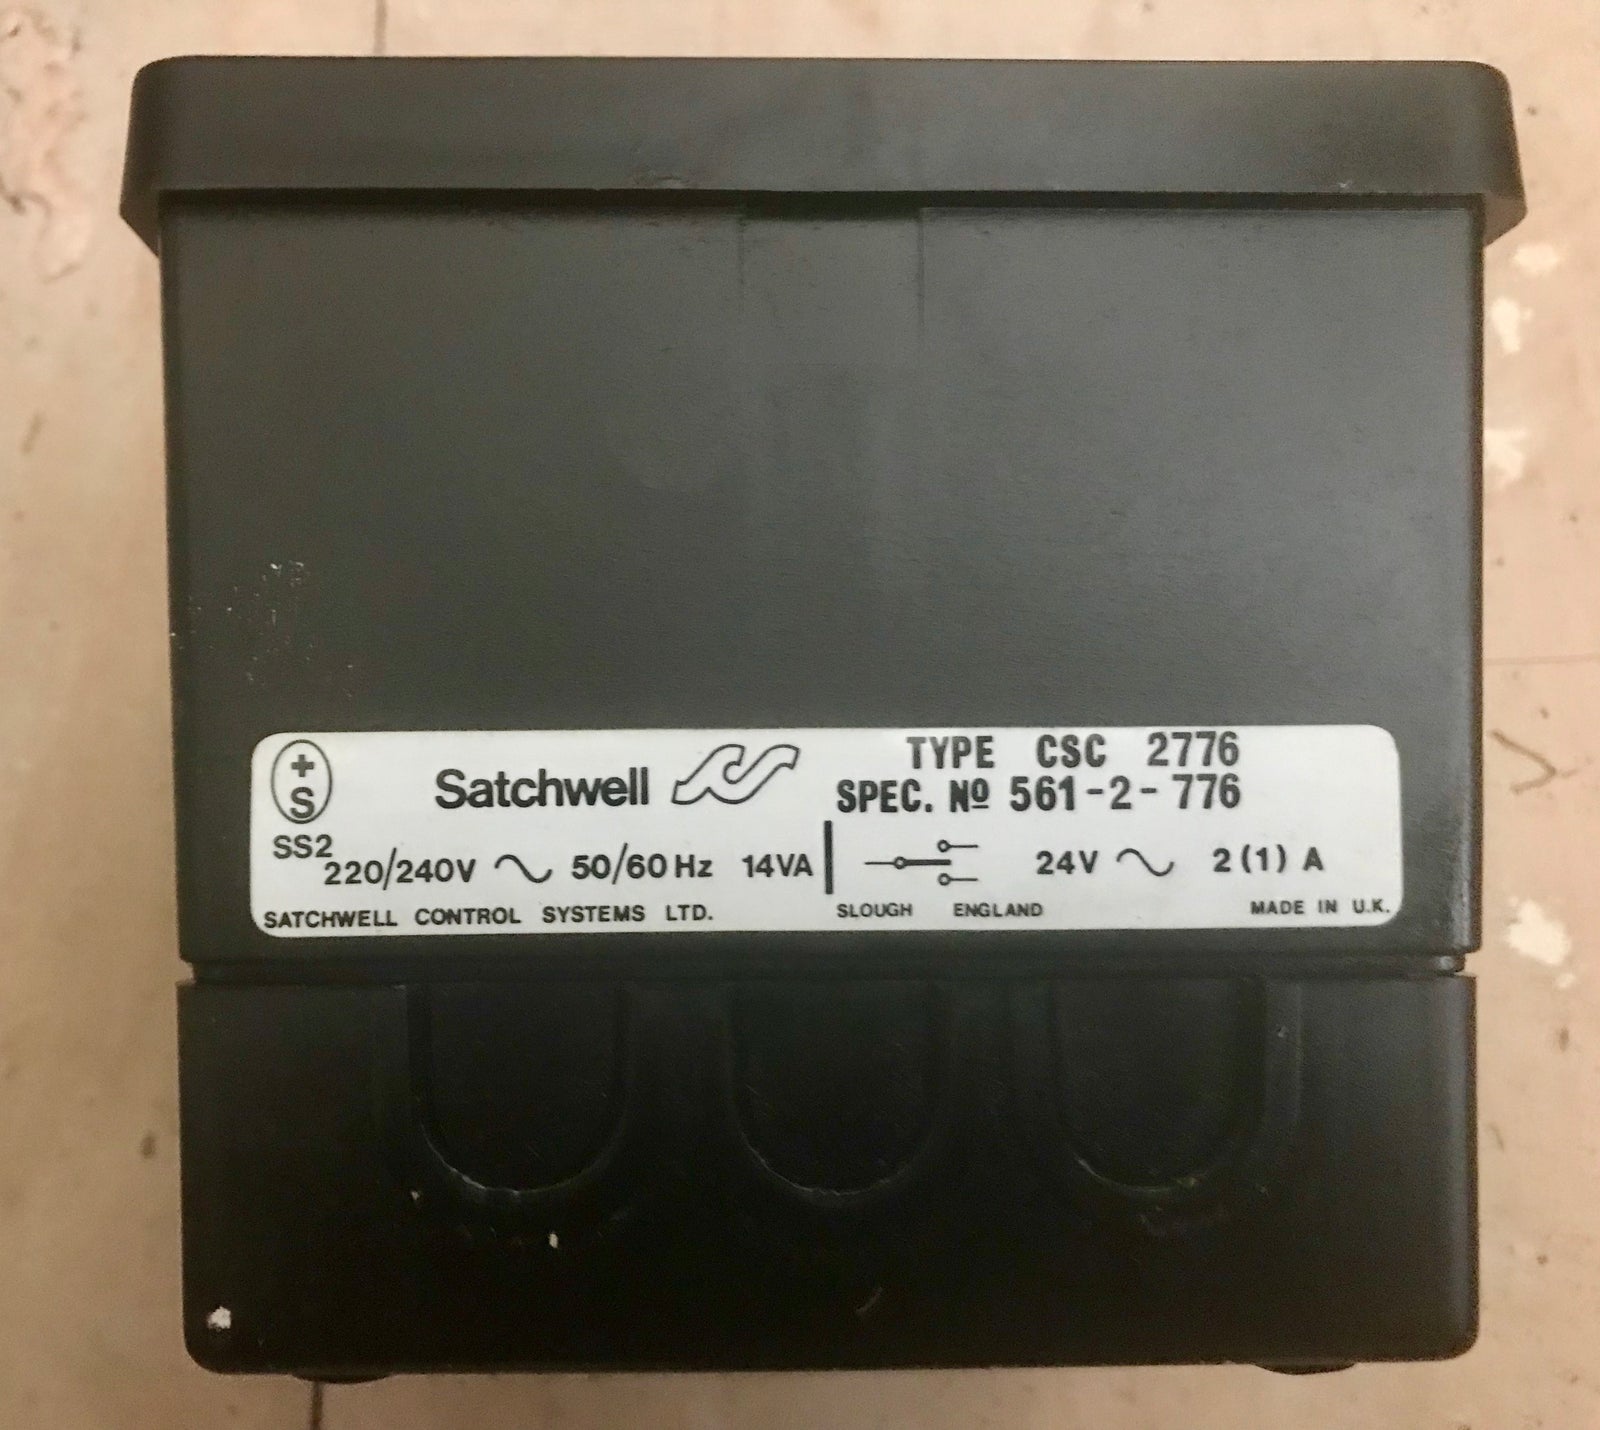 +
S
SS2
Satchwell
TYPE CSC 2776
SPEC. Nº 561-2-776
220/240V ∿ 50/60 Hz 14VA
24V ∿ 2 (1) A
SATCHWELL CONTROL SYSTEMS LTD. SLOUGH ENGLAND MADE IN U.K.